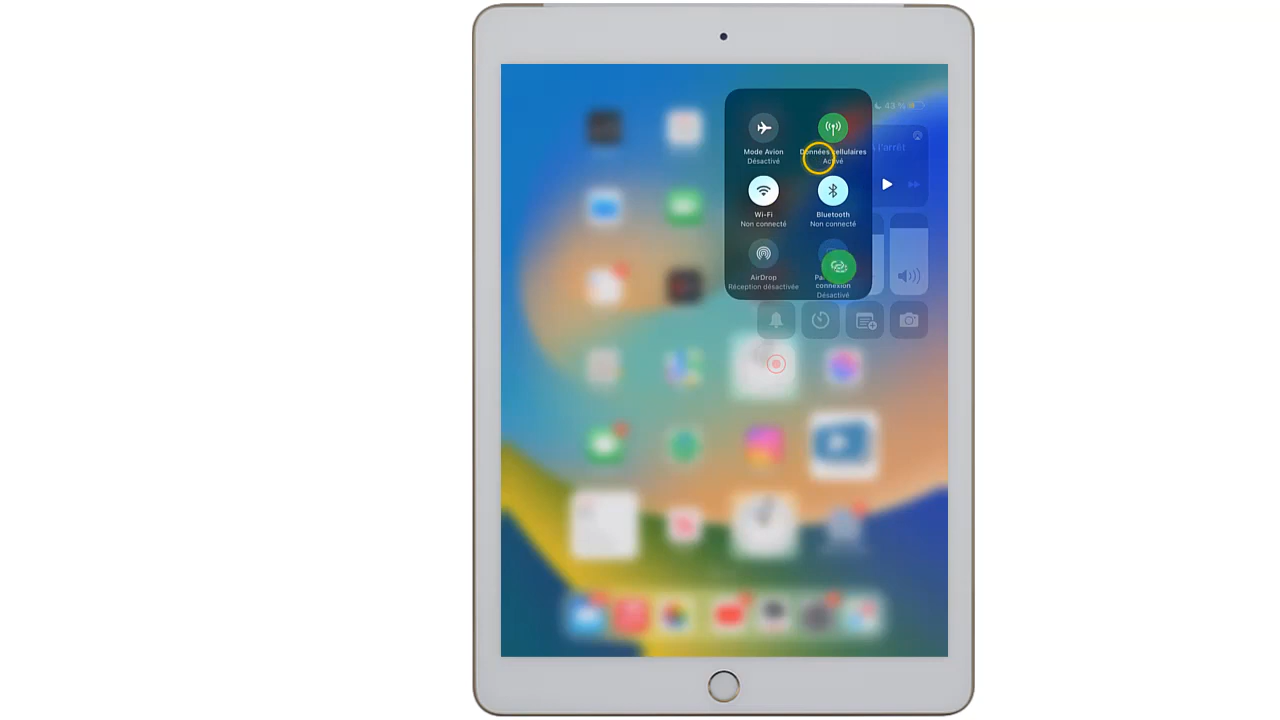 43 %
Mode Avion
Désactivé
Données cellulaires
Activé
à l'arrêt
Wi-Fi
Non connecté
Bluetooth
Non connecté
AirDrop
Réception désactivée
connexion
Désactivé